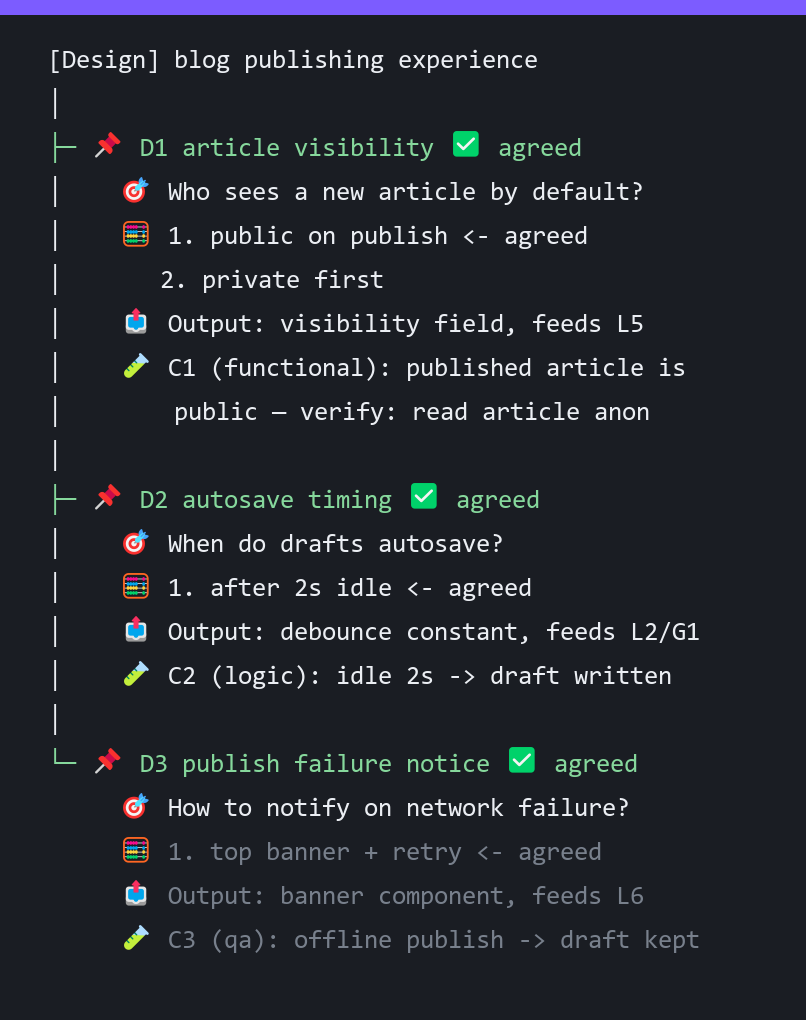 [Design] blog publishing experience
│
├─ 📌 D1 article visibility ✅ agreed
│ 🎯 Who sees a new article by default?
│ 🧮 1. public on publish <- agreed
│ 2. private first
│ 📤 Output: visibility field, feeds L5
│ 🧪 C1 (functional): published article is
│ public — verify: read article anon
│
├─ 📌 D2 autosave timing ✅ agreed
│ 🎯 When do drafts autosave?
│ 🧮 1. after 2s idle <- agreed
│ 📤 Output: debounce constant, feeds L2/G1
│ 🧪 C2 (logic): idle 2s -> draft written
│
└─ 📌 D3 publish failure notice ✅ agreed
🎯 How to notify on network failure?
🧮 1. top banner + retry <- agreed
📤 Output: banner component, feeds L6
🧪 C3 (qa): offline publish -> draft kept